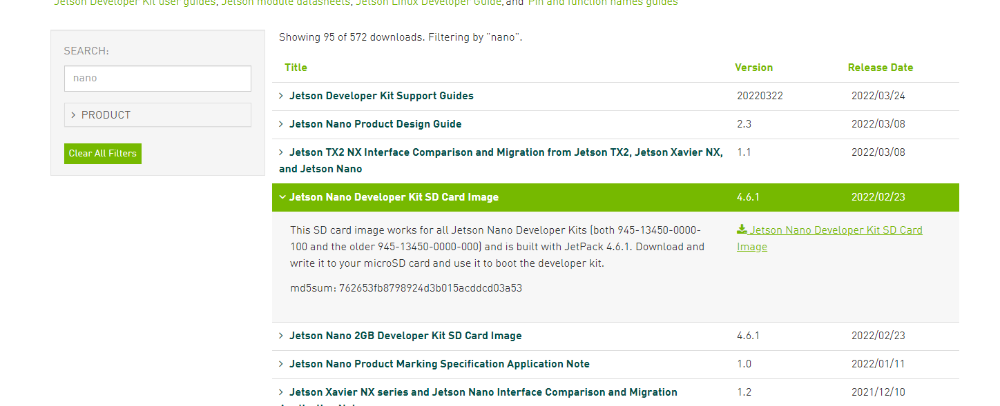 Jetson Developer Kit user guides, Jetson module datasheets, Jetson Linux Developer Guide, and Pin and function names guides
SEARCH:
nano
PRODUCT
Clear All Filters
Showing 95 of 572 downloads. Filtering by "nano".
Title Version Release Date
Jetson Developer Kit Support Guides 20220322 2022/03/24
Jetson Nano Product Design Guide 2.3 2022/03/08
Jetson TX2 NX Interface Comparison and Migration from Jetson TX2, Jetson Xavier NX, 1.1 2022/03/08
and Jetson Nano
Jetson Nano Developer Kit SD Card Image 4.6.1 2022/02/23
This SD card image works for all Jetson Nano Developer Kits (both 945-13450-0000-
100 and the older 945-13450-0000-000) and is built with JetPack 4.6.1. Download and
write it to your microSD card and use it to boot the developer kit.
md5sum: 762653fb8798924d3b015acddcd03a53
Jetson Nano Developer Kit SD Card
Image
Jetson Nano 2GB Developer Kit SD Card Image 4.6.1 2022/02/23
Jetson Nano Product Marking Specification Application Note 1.0 2022/01/11
Jetson Xavier NX series and Jetson Nano Interface Comparison and Migration 1.2 2021/12/10